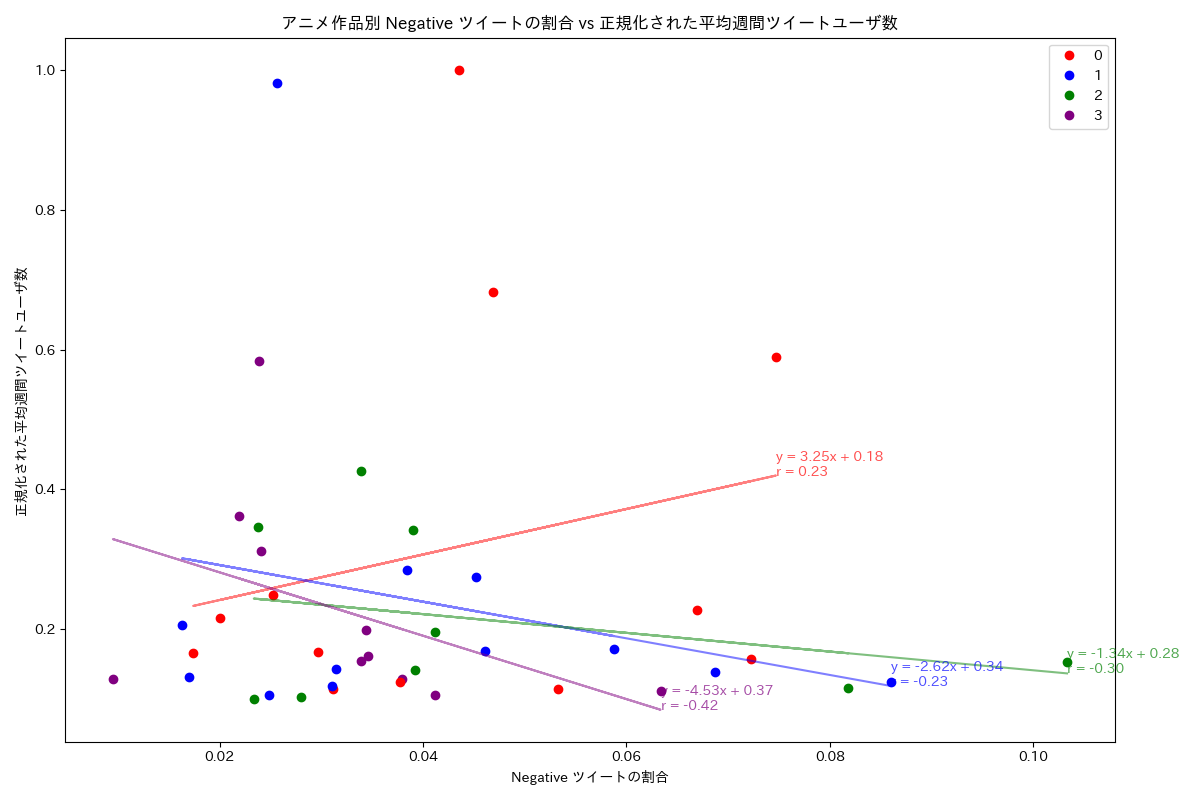 アニメ作品別 Negative ツイートの割合 vs 正規化された平均週間ツイートユーザ数
正規化された平均週間ツイートユーザ数
1.0
0.8
0.6
0.4
0.2
0
1
2
3
y = 3.25x + 0.18
r = 0.23
y = -1.34x + 0.28
r = -0.30
y = -2.62x + 0.34
r = -0.23
y = -4.53x + 0.37
r = -0.42
0.02
0.04
0.06
0.08
0.10
Negative ツイートの割合